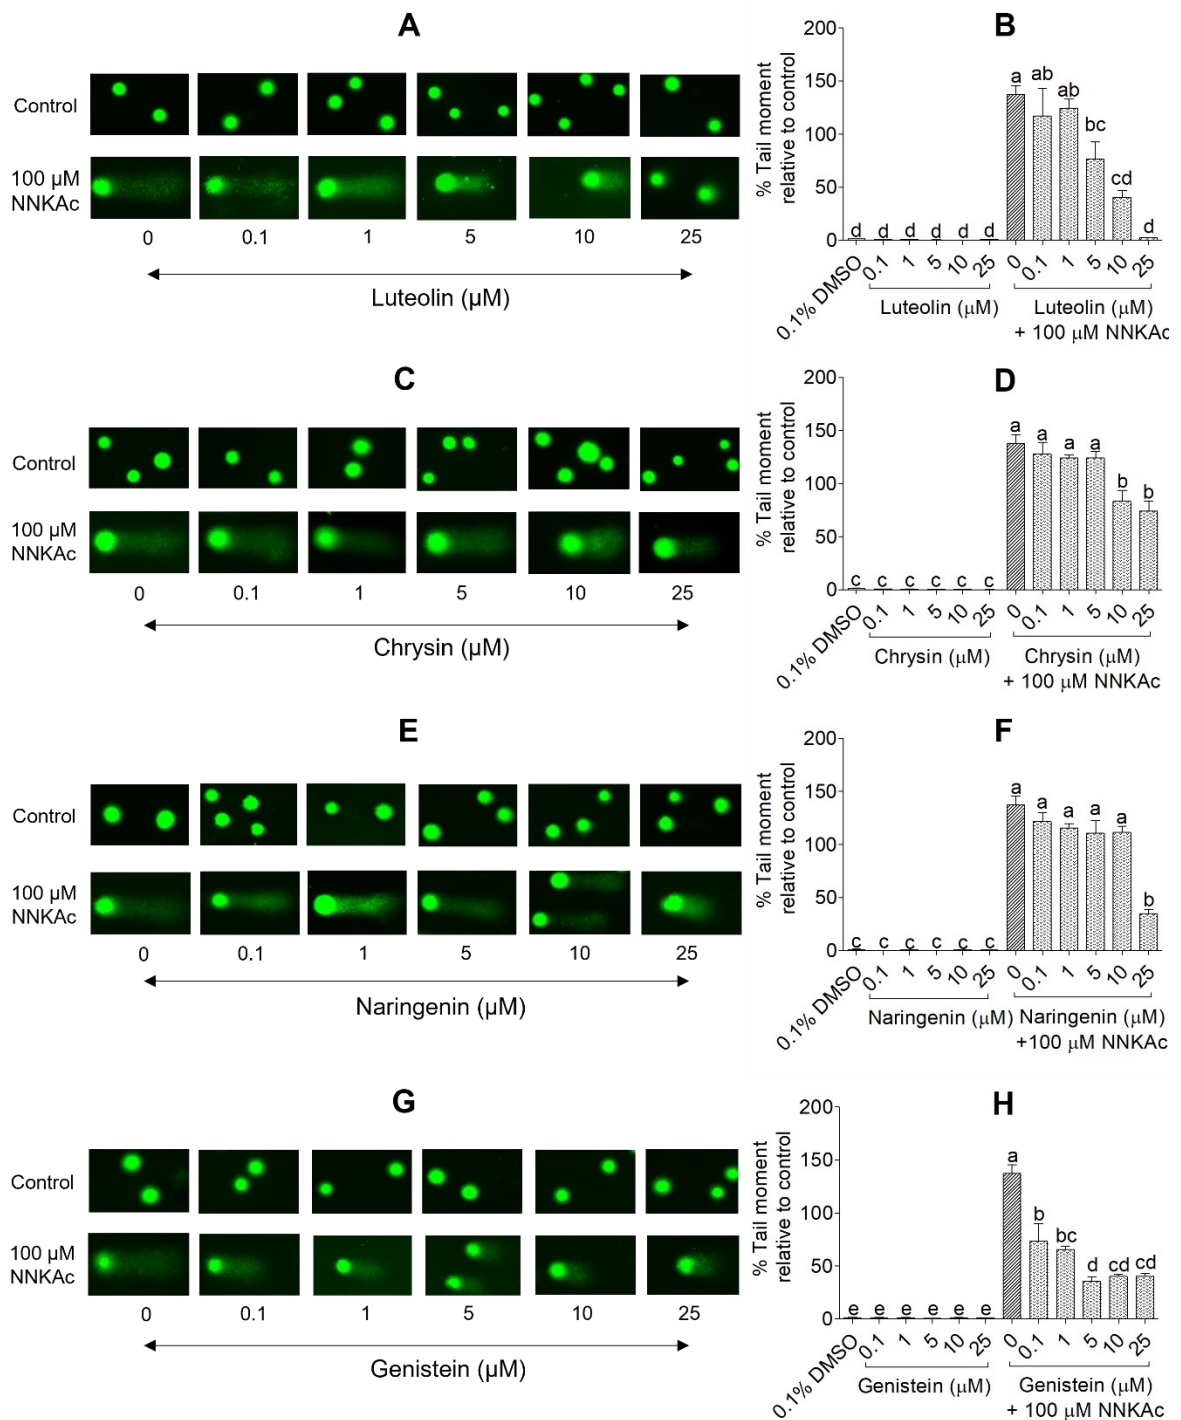 A
Control
100 µM
NNKAc
0 0.1 1 5 10 25
Luteolin (µM)
B
% Tail moment
relative to control
200
150
100
50
0
d d d d d d a ab ab bc cd d
0.1% DMSO 0.1 1 5 10 25 0 0.1 1 5 10 25
Luteolin (µM)
Luteolin (µM)
+ 100 µM NNKAc
C
Control
100 µM
NNKAc
0 0.1 1 5 10 25
Chrysin (µM)
D
% Tail moment
relative to control
200
150
100
50
0
c c c c c c a a a a b b
0.1% DMSO 0.1 1 5 10 25 0 0.1 1 5 10 25
Chrysin (µM)
Chrysin (µM)
+ 100 µM NNKAc
E
Control
100 µM
NNKAc
0 0.1 1 5 10 25
Naringenin (µM)
F
% Tail moment
relative to control
200
150
100
50
0
c c c c c c a a a a a b
0.1% DMSO 0.1 1 5 10 25 0 0.1 1 5 10 25
Naringenin (µM)
Naringenin (µM)
+100 µM NNKAc
G
Control
100 µM
NNKAc
0 0.1 1 5 10 25
Genistein (µM)
H
% Tail moment
relative to control
200
150
100
50
0
e e e e e e a b bc d cd cd
0.1% DMSO 0.1 1 5 10 25 0 0.1 1 5 10 25
Genistein (µM)
Genistein (µM)
+ 100 µM NNKAc